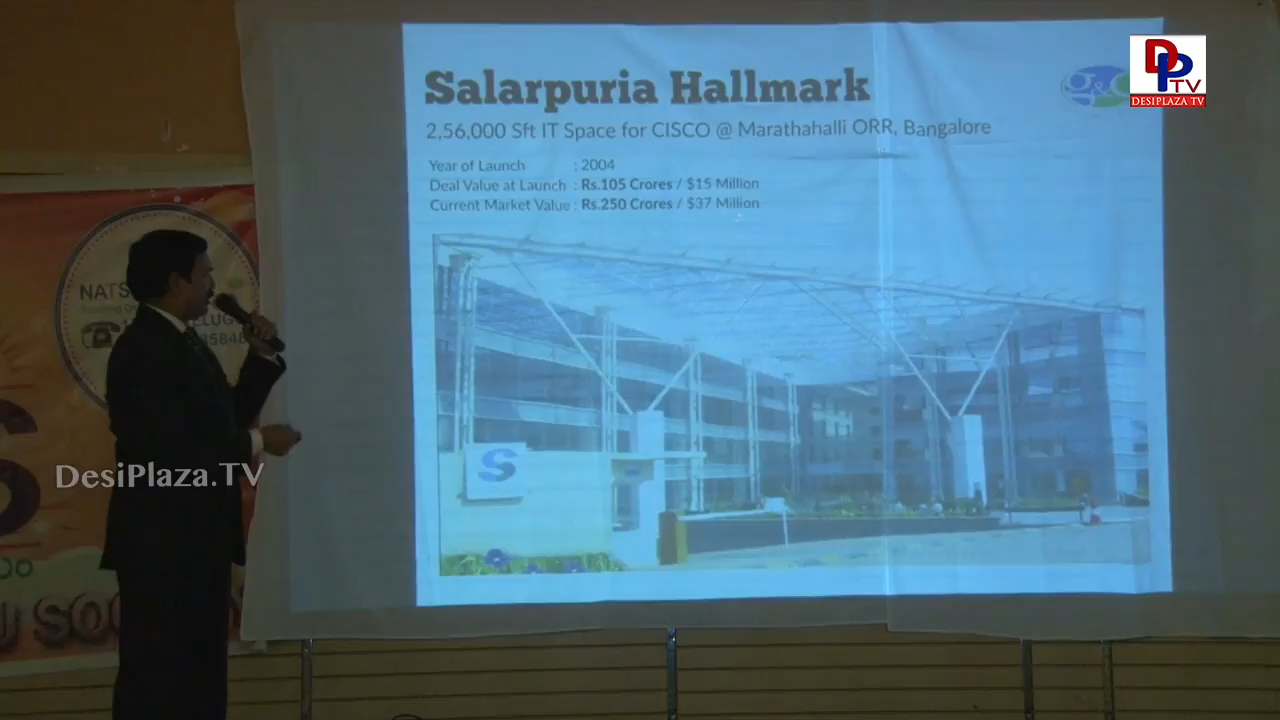 Salarpuria Hallmark
2,56,000 Sft IT Space for CISCO @ Marathahalli ORR, Bangalore
Year of Launch : 2004
Deal Value at Launch : Rs.105 Crores / $15 Million
Current Market Value : Rs.250 Crores / $37 Million
g&c
DPTV
DESIPLAZA TV
S
NATS
ELUGU
DesiPlaza.TV